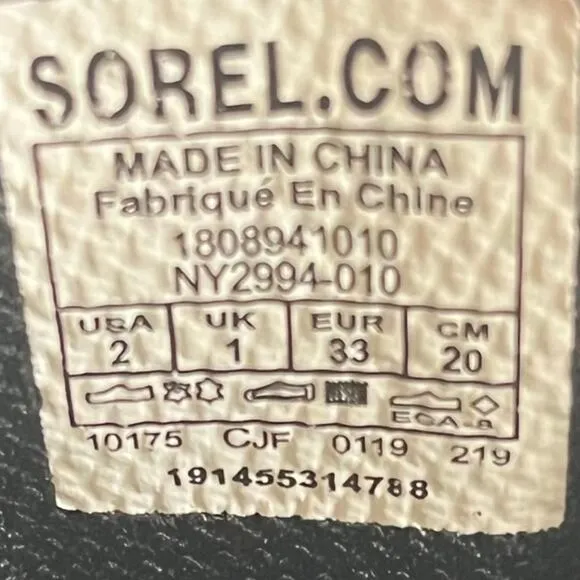 SOREL.COM
MADE IN CHINA
Fabriqué En Chine
1808941010
NY2994-010
USA UK EUR CM
2 1 33 20
ECA-8
10175 CJF 0119 219
191455314788